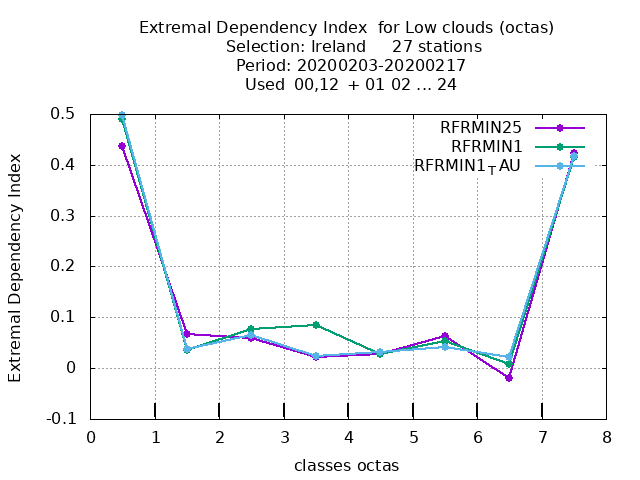 Extremal Dependency Index  for Low clouds (octas)
Selection: Ireland     27 stations
Period: 20200203-20200217
Used  00,12  + 01 02 ... 24
RFRMIN25
RFRMIN1
RFRMIN1TAU
Extremal Dependency Index
0.5
0.4
0.3
0.2
0.1
0
-0.1
0 1 2 3 4 5 6 7 8
classes octas